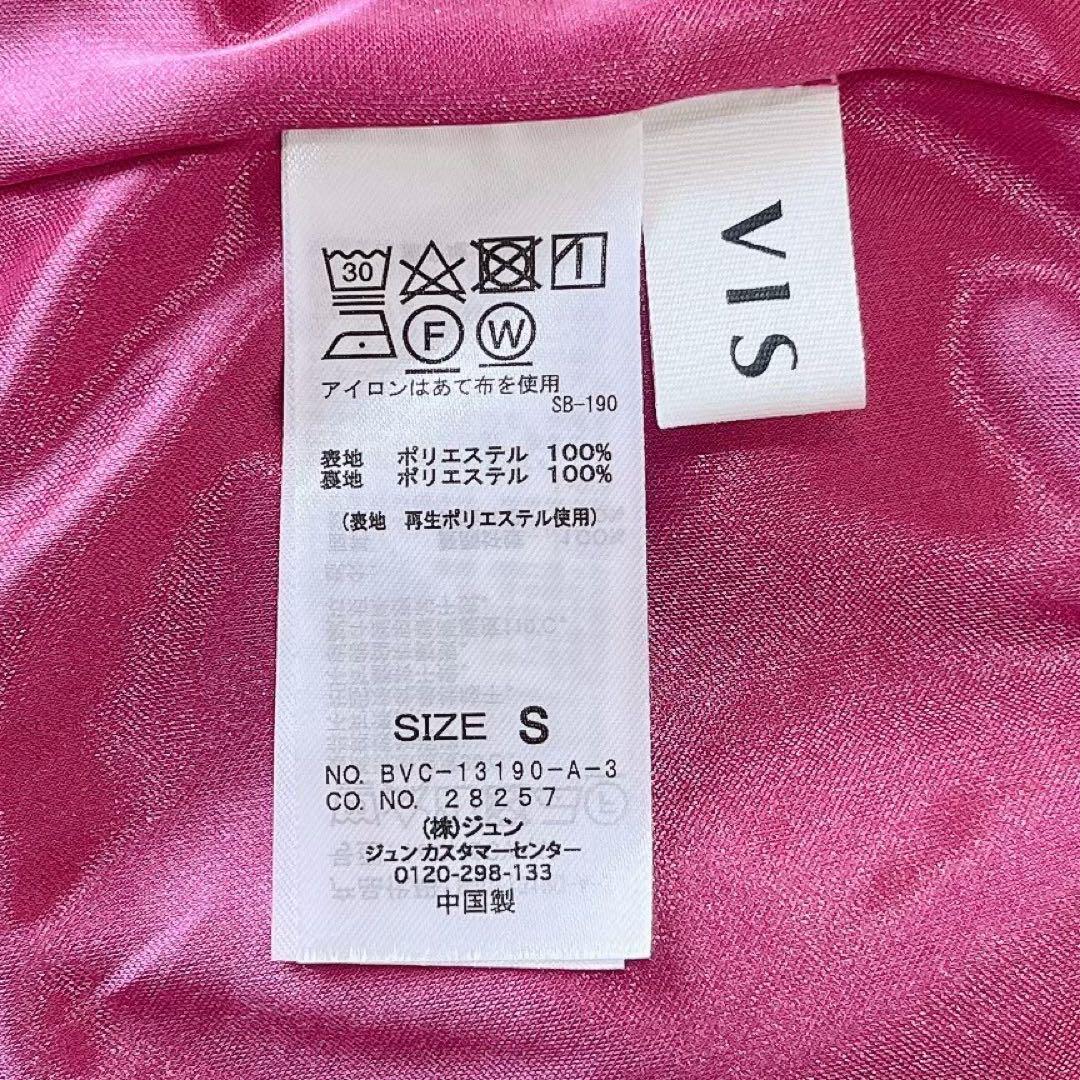 VIS
30
F W
アイロンはあて布を使用
SB-190
表地 ポリエステル 100%
裏地 ポリエステル 100%
(表地 再生ポリエステル使用)
SIZE S
NO. BVC-13190-A-3
CO. NO. 28257
(株)ジュン
ジュンカスタマーセンター
0120-298-133
中国製